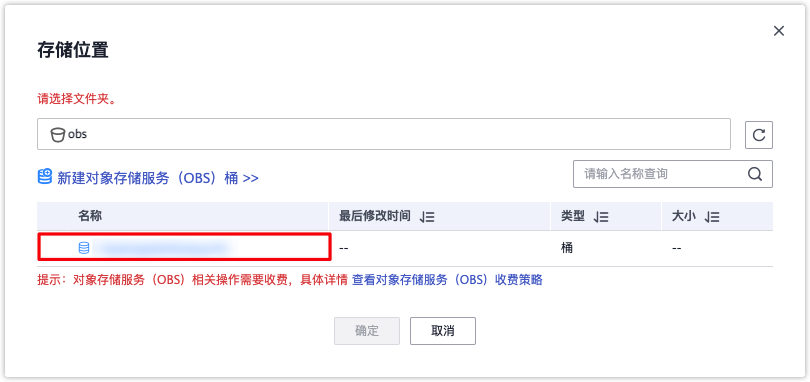 存储位置
请选择文件夹。
obs
新建对象存储服务（OBS）桶 >>
请输入名称查询
名称 最后修改时间 类型 大小
-- 桶 --
提示：对象存储服务（OBS）相关操作需要收费，具体详情 查看对象存储服务（OBS）收费策略
确定 取消